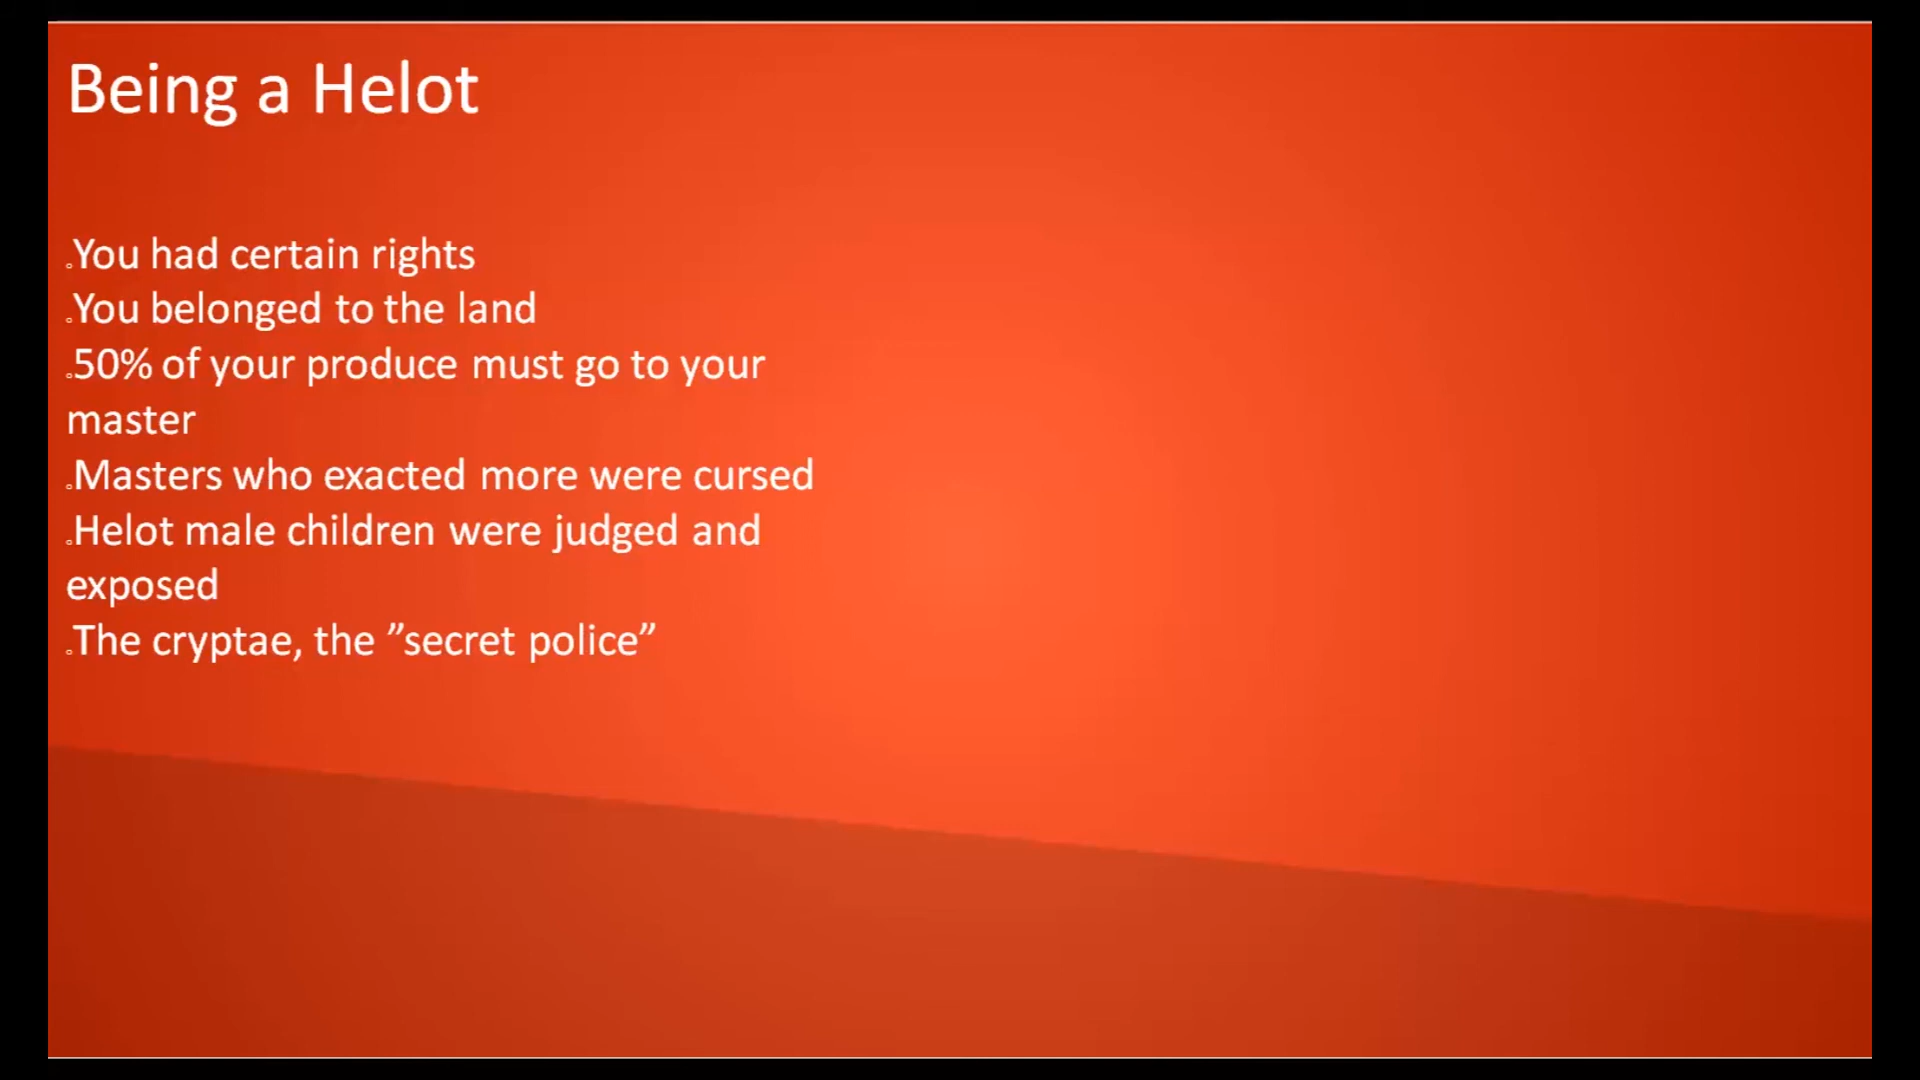 Being a Helot
You had certain rights
You belonged to the land
50% of your produce must go to your
master
Masters who exacted more were cursed
Helot male children were judged and
exposed
The cryptae, the ”secret police”